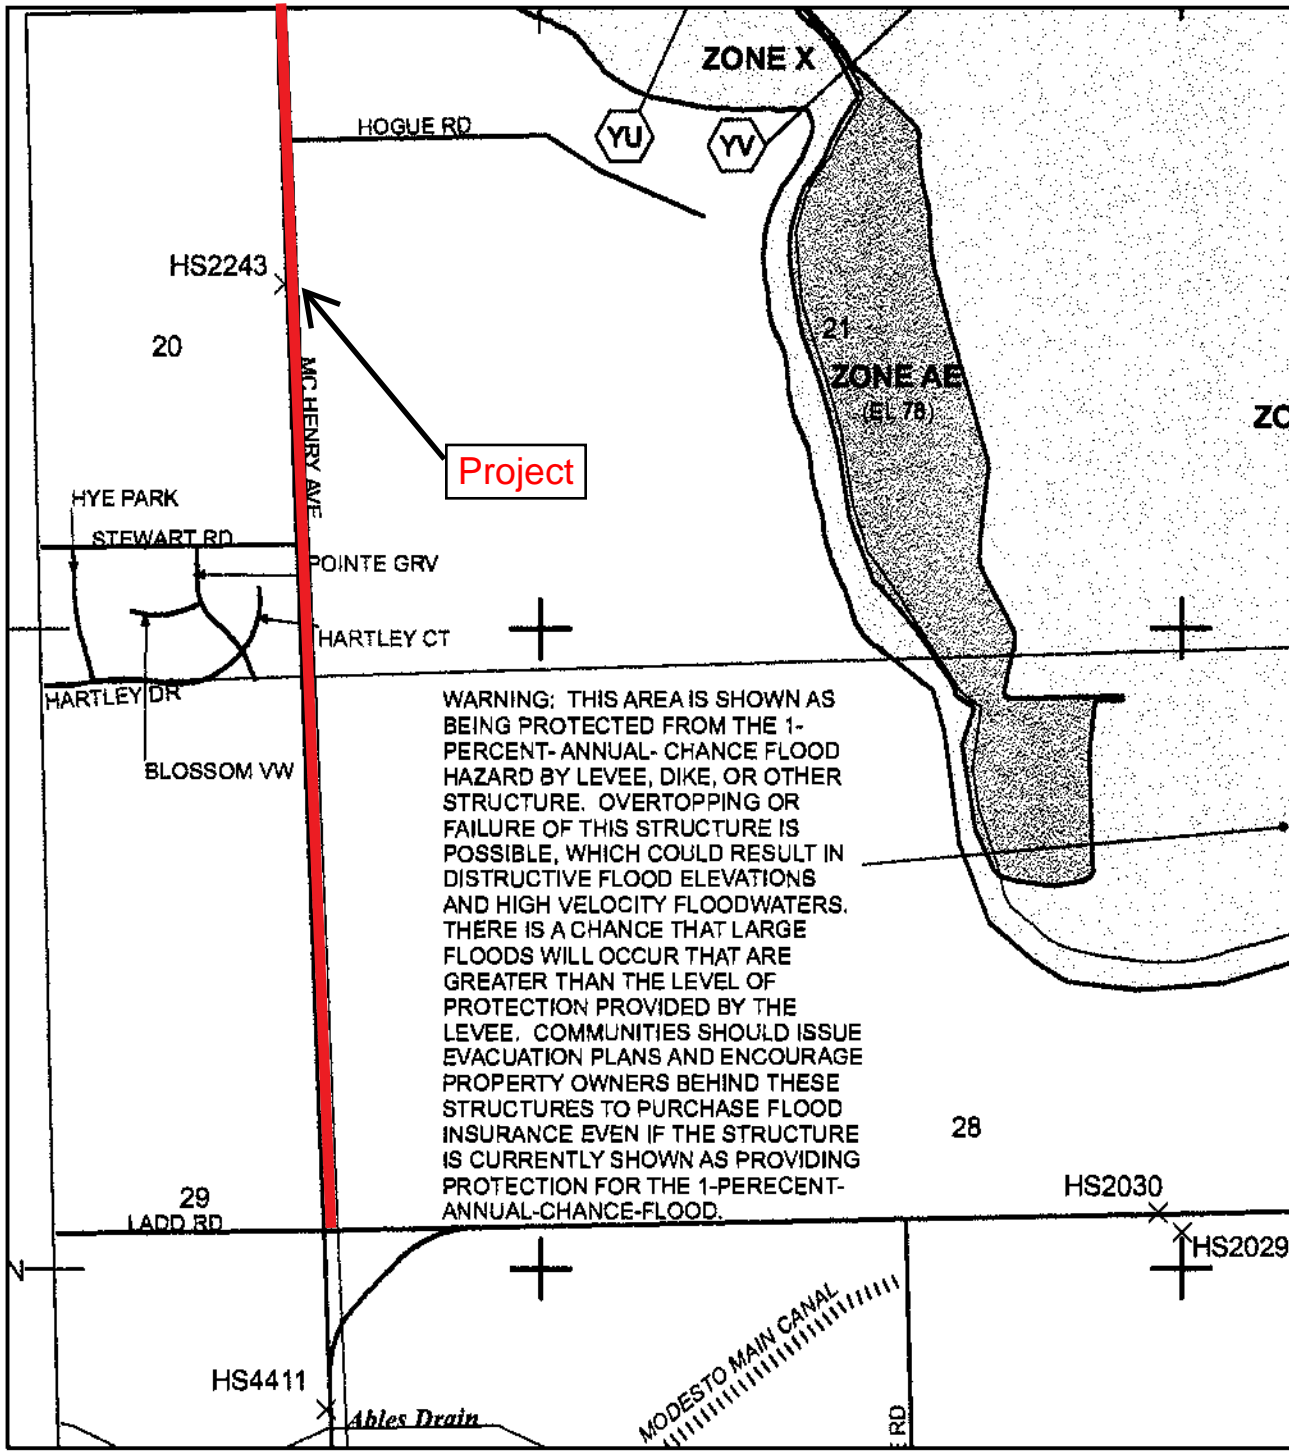 ZONE X
HOGUE RD
YU
YV
HS2243
20
21
MC HENRY AVE
ZONE AE
(EL 78)
ZO
Project
HYE PARK
STEWART RD
POINTE GRV
HARTLEY CT
HARTLEY DR
BLOSSOM VW
WARNING: THIS AREA IS SHOWN AS
BEING PROTECTED FROM THE 1-
PERCENT- ANNUAL- CHANCE FLOOD
HAZARD BY LEVEE, DIKE, OR OTHER
STRUCTURE. OVERTOPPING OR
FAILURE OF THIS STRUCTURE IS
POSSIBLE, WHICH COULD RESULT IN
DISTRUCTIVE FLOOD ELEVATIONS
AND HIGH VELOCITY FLOODWATERS.
THERE IS A CHANCE THAT LARGE
FLOODS WILL OCCUR THAT ARE
GREATER THAN THE LEVEL OF
PROTECTION PROVIDED BY THE
LEVEE. COMMUNITIES SHOULD ISSUE
EVACUATION PLANS AND ENCOURAGE
PROPERTY OWNERS BEHIND THESE
STRUCTURES TO PURCHASE FLOOD
INSURANCE EVEN IF THE STRUCTURE
IS CURRENTLY SHOWN AS PROVIDING
PROTECTION FOR THE 1-PERECENT-
ANNUAL-CHANCE-FLOOD.
28
29
LADD RD
HS2030
HS2029
N
MODESTO MAIN CANAL
HS4411
Ables Drain
E RD